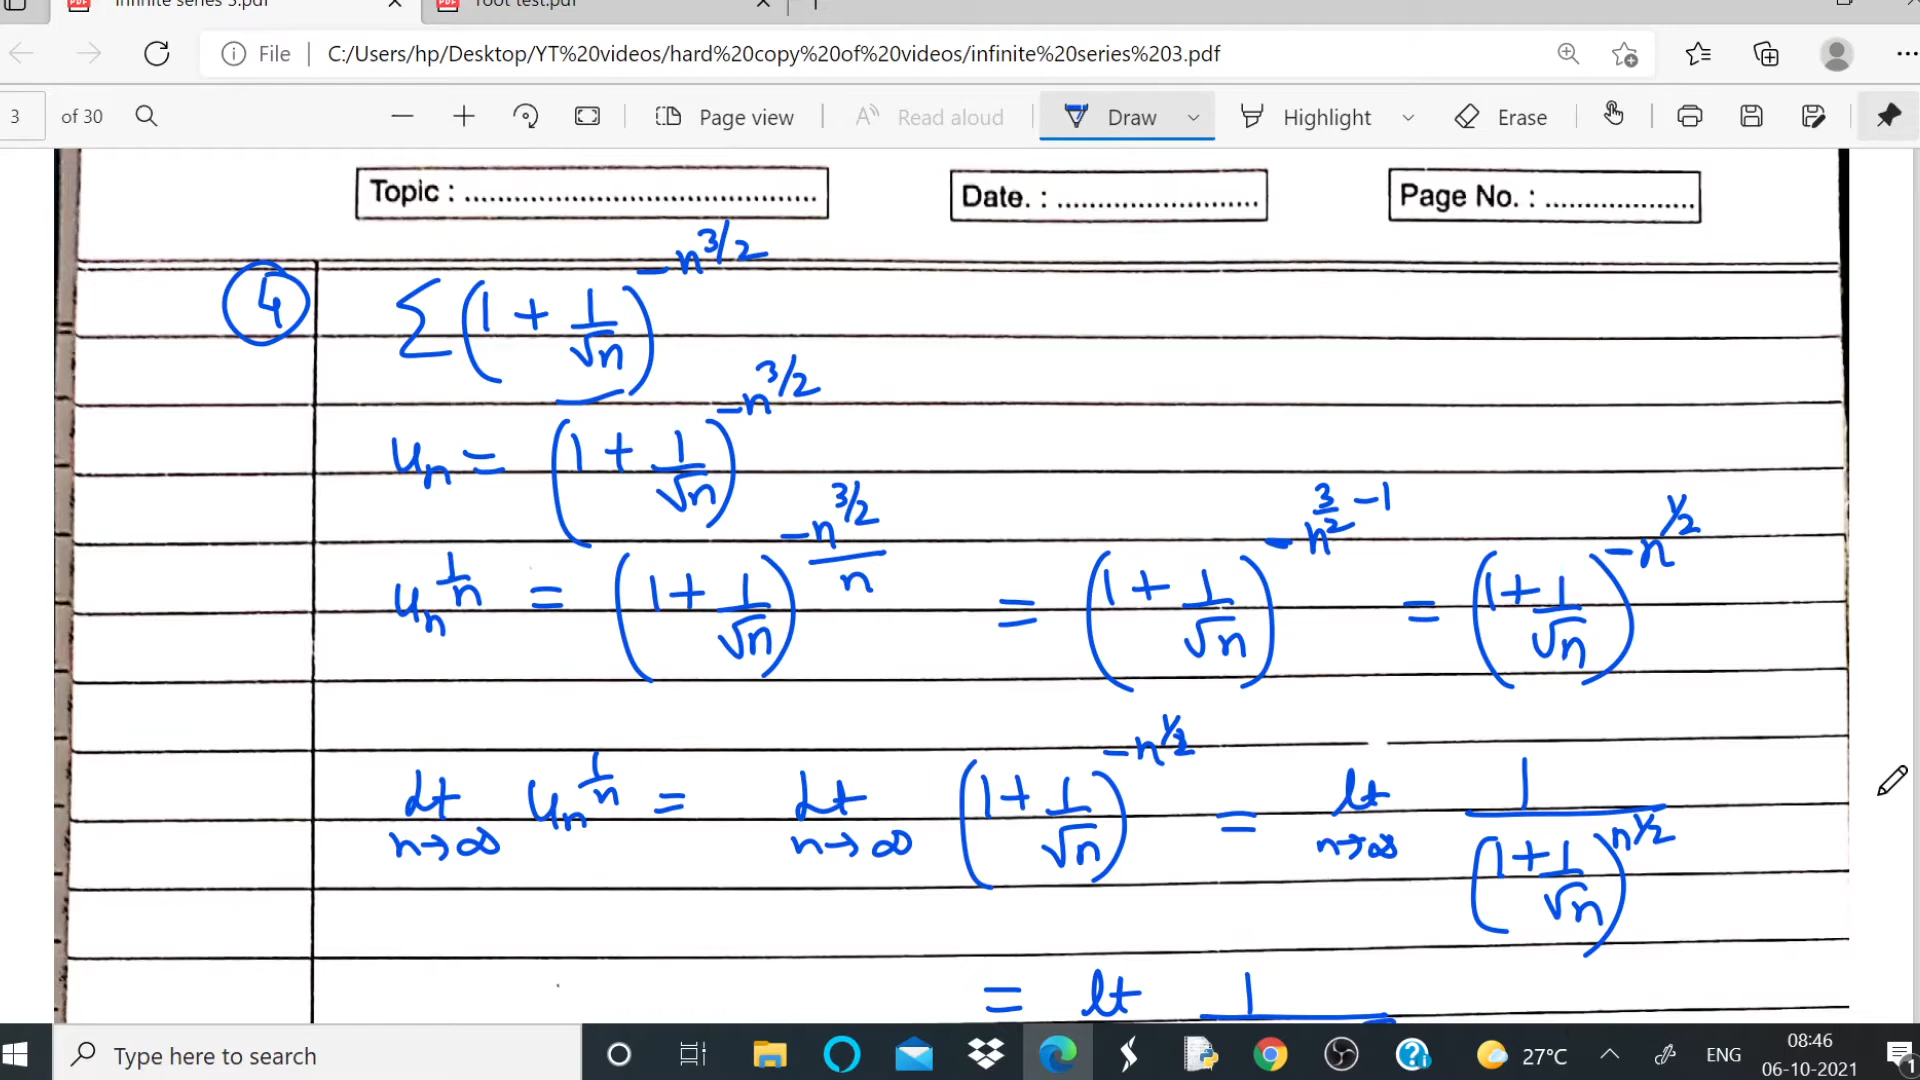 infinite series 3.pdf root test.pdf
File C:/Users/hp/Desktop/YT%20videos/hard%20copy%20of%20videos/infinite%20series%203.pdf
3 of 30 Page view Read aloud Draw Highlight Erase
Topic : ........................................ Date. : ........................ Page No. : ..................
④ ∑ (1 + 1/√n)^(-n^(3/2))
u_n = (1 + 1/√n)^(-n^(3/2))
u_n^(1/n) = (1 + 1/√n)^(-n^(3/2)/n) = (1 + 1/√n)^(-n^(3/2 - 1)) = (1 + 1/√n)^(-n^(1/2))
Lt n→∞ u_n^(1/n) = Lt n→∞ (1 + 1/√n)^(-n^(1/2)) = lt n→∞ 1/(1 + 1/√n)^(n^(1/2))
= lt 1
Type here to search 27°C ENG 08:46
06-10-2021 1